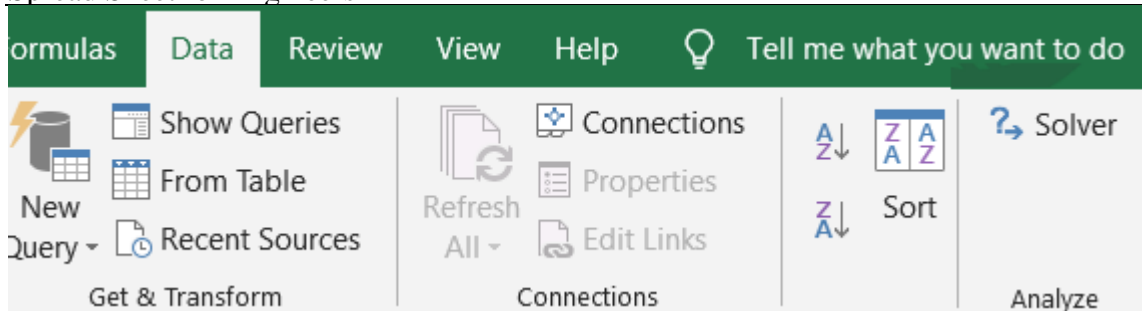 Formulas Data Review View Help Tell me what you want to do
Show Queries
From Table
Recent Sources
New
Query
Get & Transform
Refresh
All
Connections
Properties
Edit Links
Connections
A
Z
Z
A
Z A
A Z
Sort
Solver
Analyze